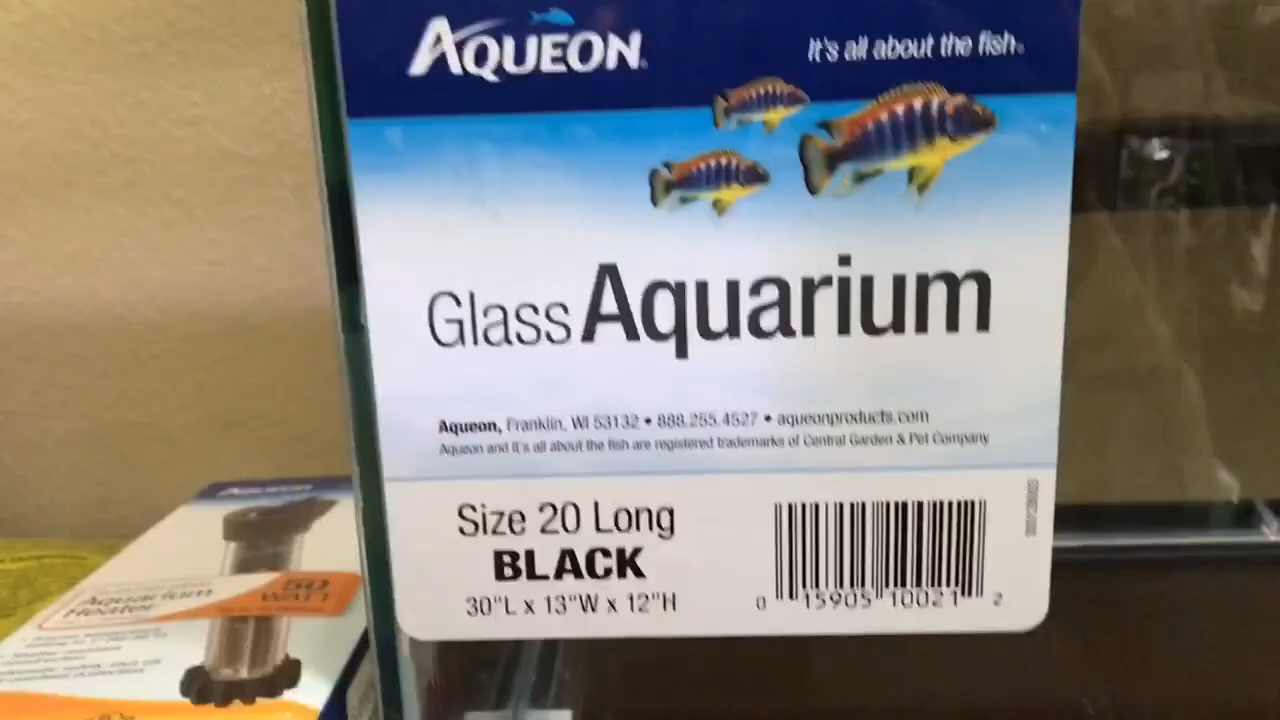 AQUEON®
It's all about the fish®
Glass Aquarium
Aqueon, Franklin, WI 53132 • 888.255.4527 • aqueonproducts.com
Aqueon and It's all about the fish are registered trademarks of Central Garden & Pet Company
Size 20 Long
BLACK
30"L x 13"W x 12"H
0 15905 10021 2
Aquarium
Heater
50
WATT